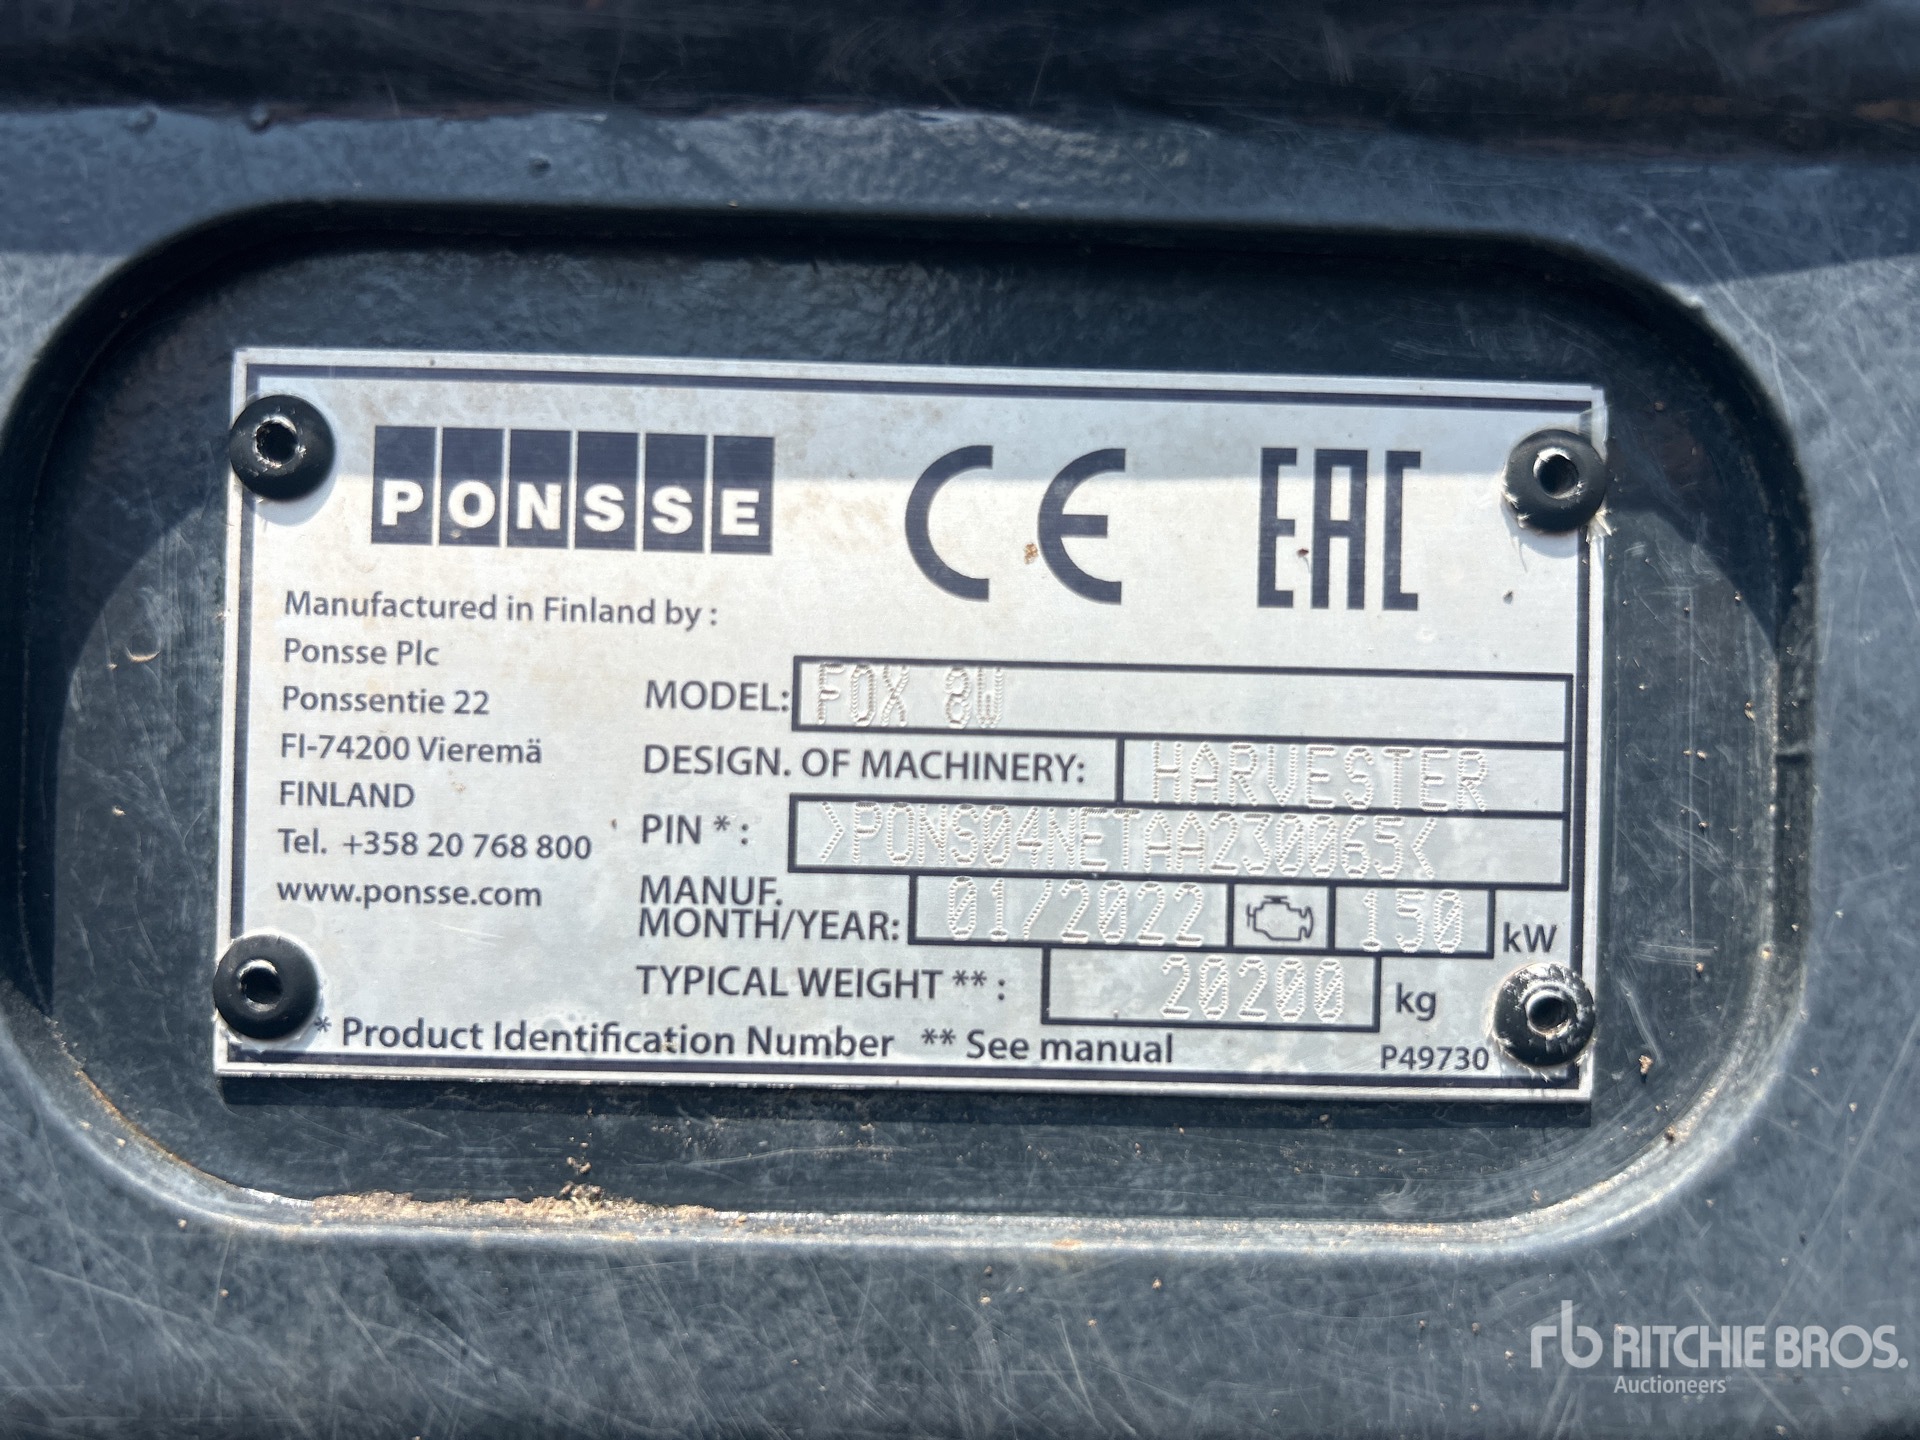 PONSSE CE EAC
Manufactured in Finland by :
Ponsse Plc
Ponssentie 22
FI-74200 Vieremä
FINLAND
Tel. +358 20 768 800
www.ponsse.com
MODEL: FOX 8W
DESIGN. OF MACHINERY: HARVESTER
PIN * : >PONS04NETAA230065<
MANUF.
MONTH/YEAR: 01/2022 150 kW
TYPICAL WEIGHT ** : 20200 kg
* Product Identification Number ** See manual
P49730
rb RITCHIE BROS.
Auctioneers